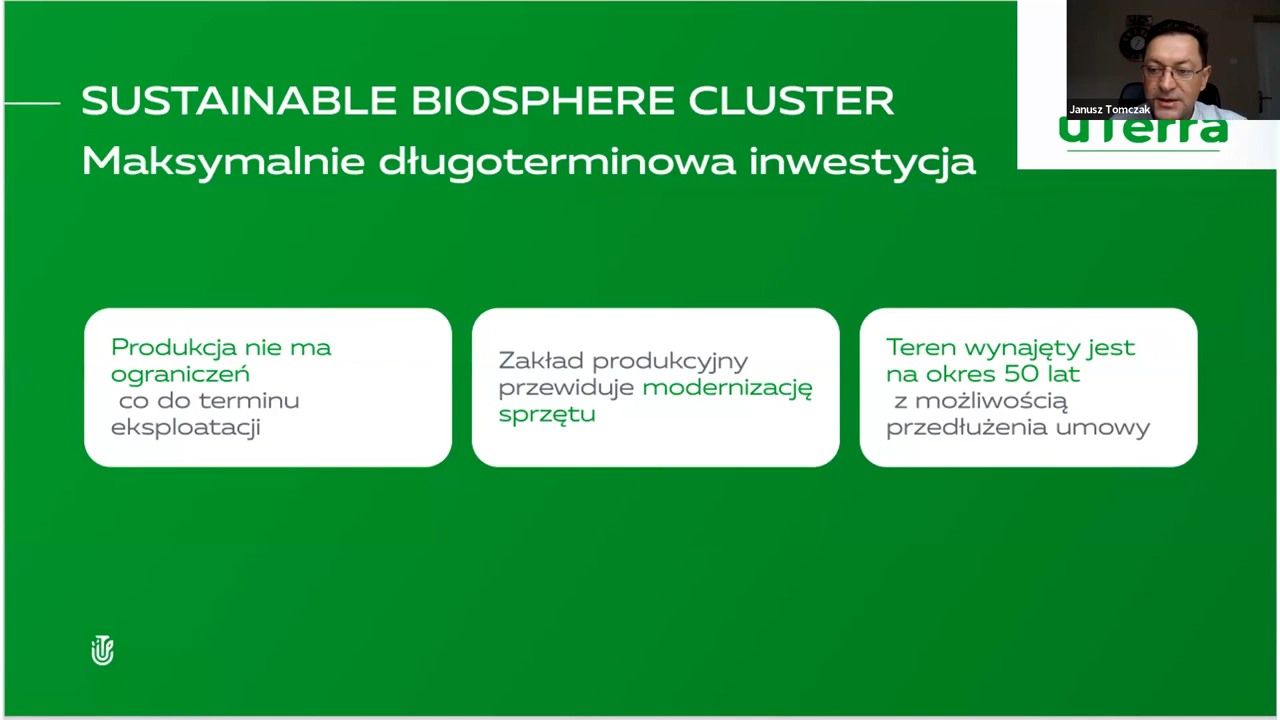 SUSTAINABLE BIOSPHERE CLUSTER
Maksymalnie długoterminowa inwestycja
Janusz Tomczak
uTerra
Produkcja nie ma
ograniczeń
co do terminu
eksploatacji
Zakład produkcyjny
przewiduje modernizację
sprzętu
Teren wynajęty jest
na okres 50 lat
z możliwością
przedłużenia umowy